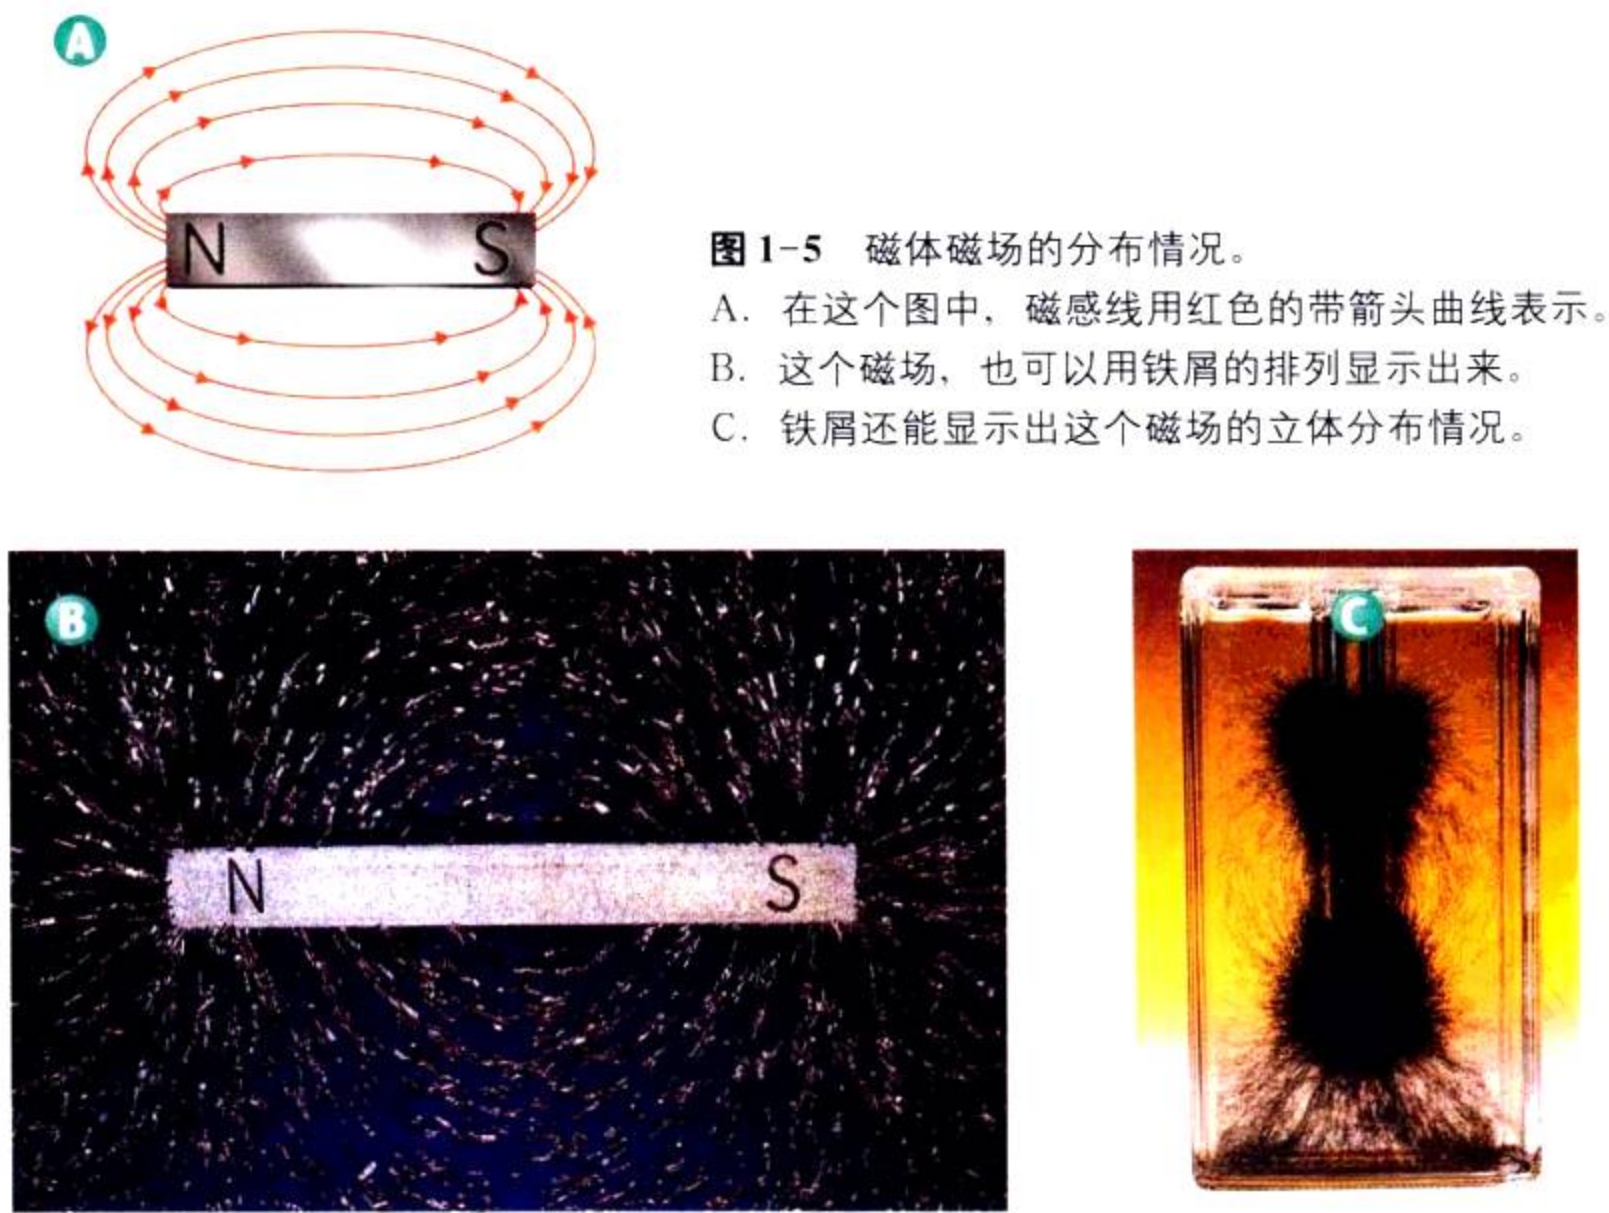 A
N S
图 1-5 磁体磁场的分布情况。
A. 在这个图中，磁感线用红色的带箭头曲线表示。
B. 这个磁场，也可以用铁屑的排列显示出来。
C. 铁屑还能显示出这个磁场的立体分布情况。
B
C
N S